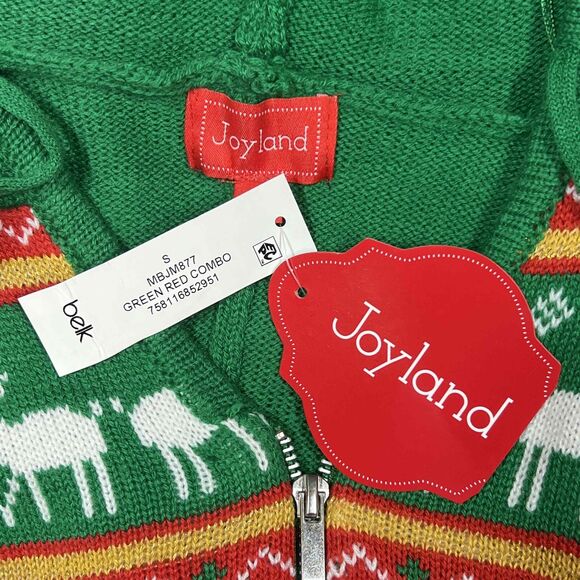 Joyland
S
MBJM877
GREEN RED COMBO
758116852951
belk
Joyland